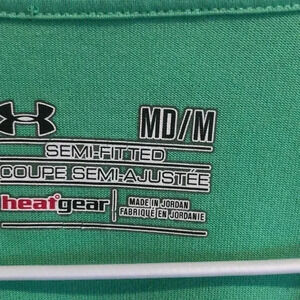 MD/M
SEMI-FITTED
COUPE SEMI-AJUSTÉE
heatgear
MADE IN JORDAN
FABRIQUÉ EN JORDANIE